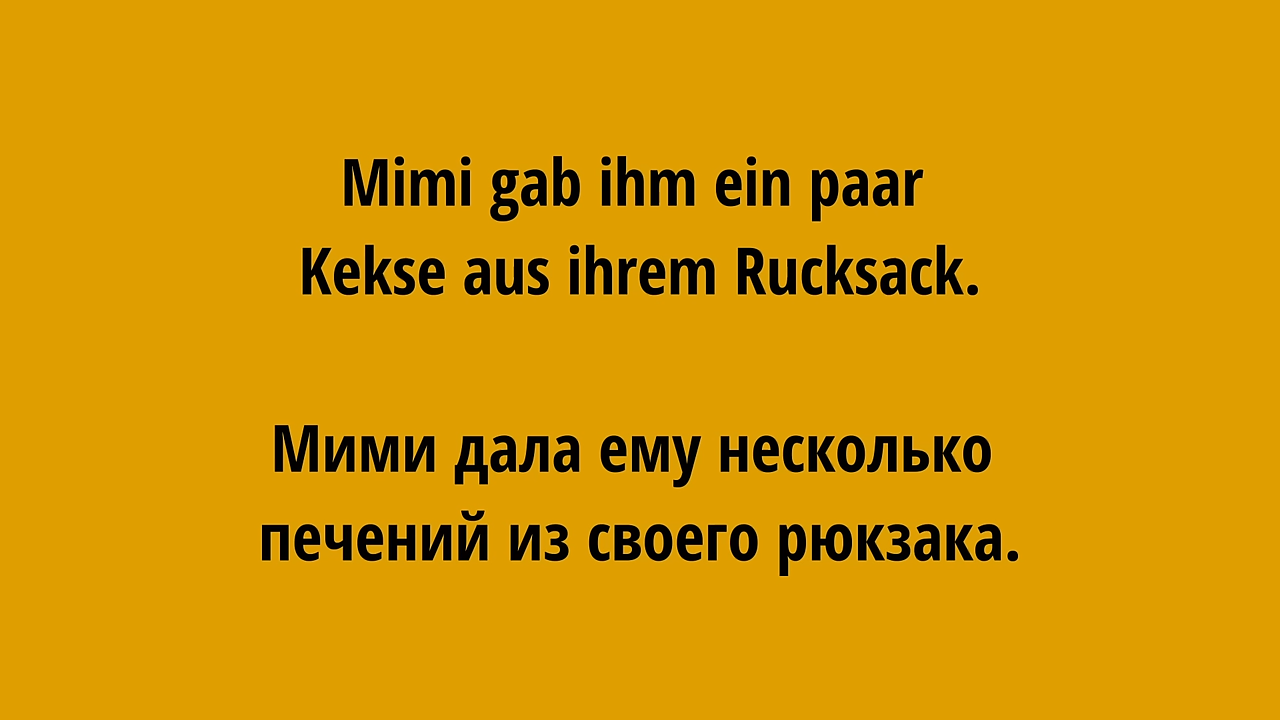 Mimi gab ihm ein paar
Kekse aus ihrem Rucksack.
Мими дала ему несколько
печений из своего рюкзака.